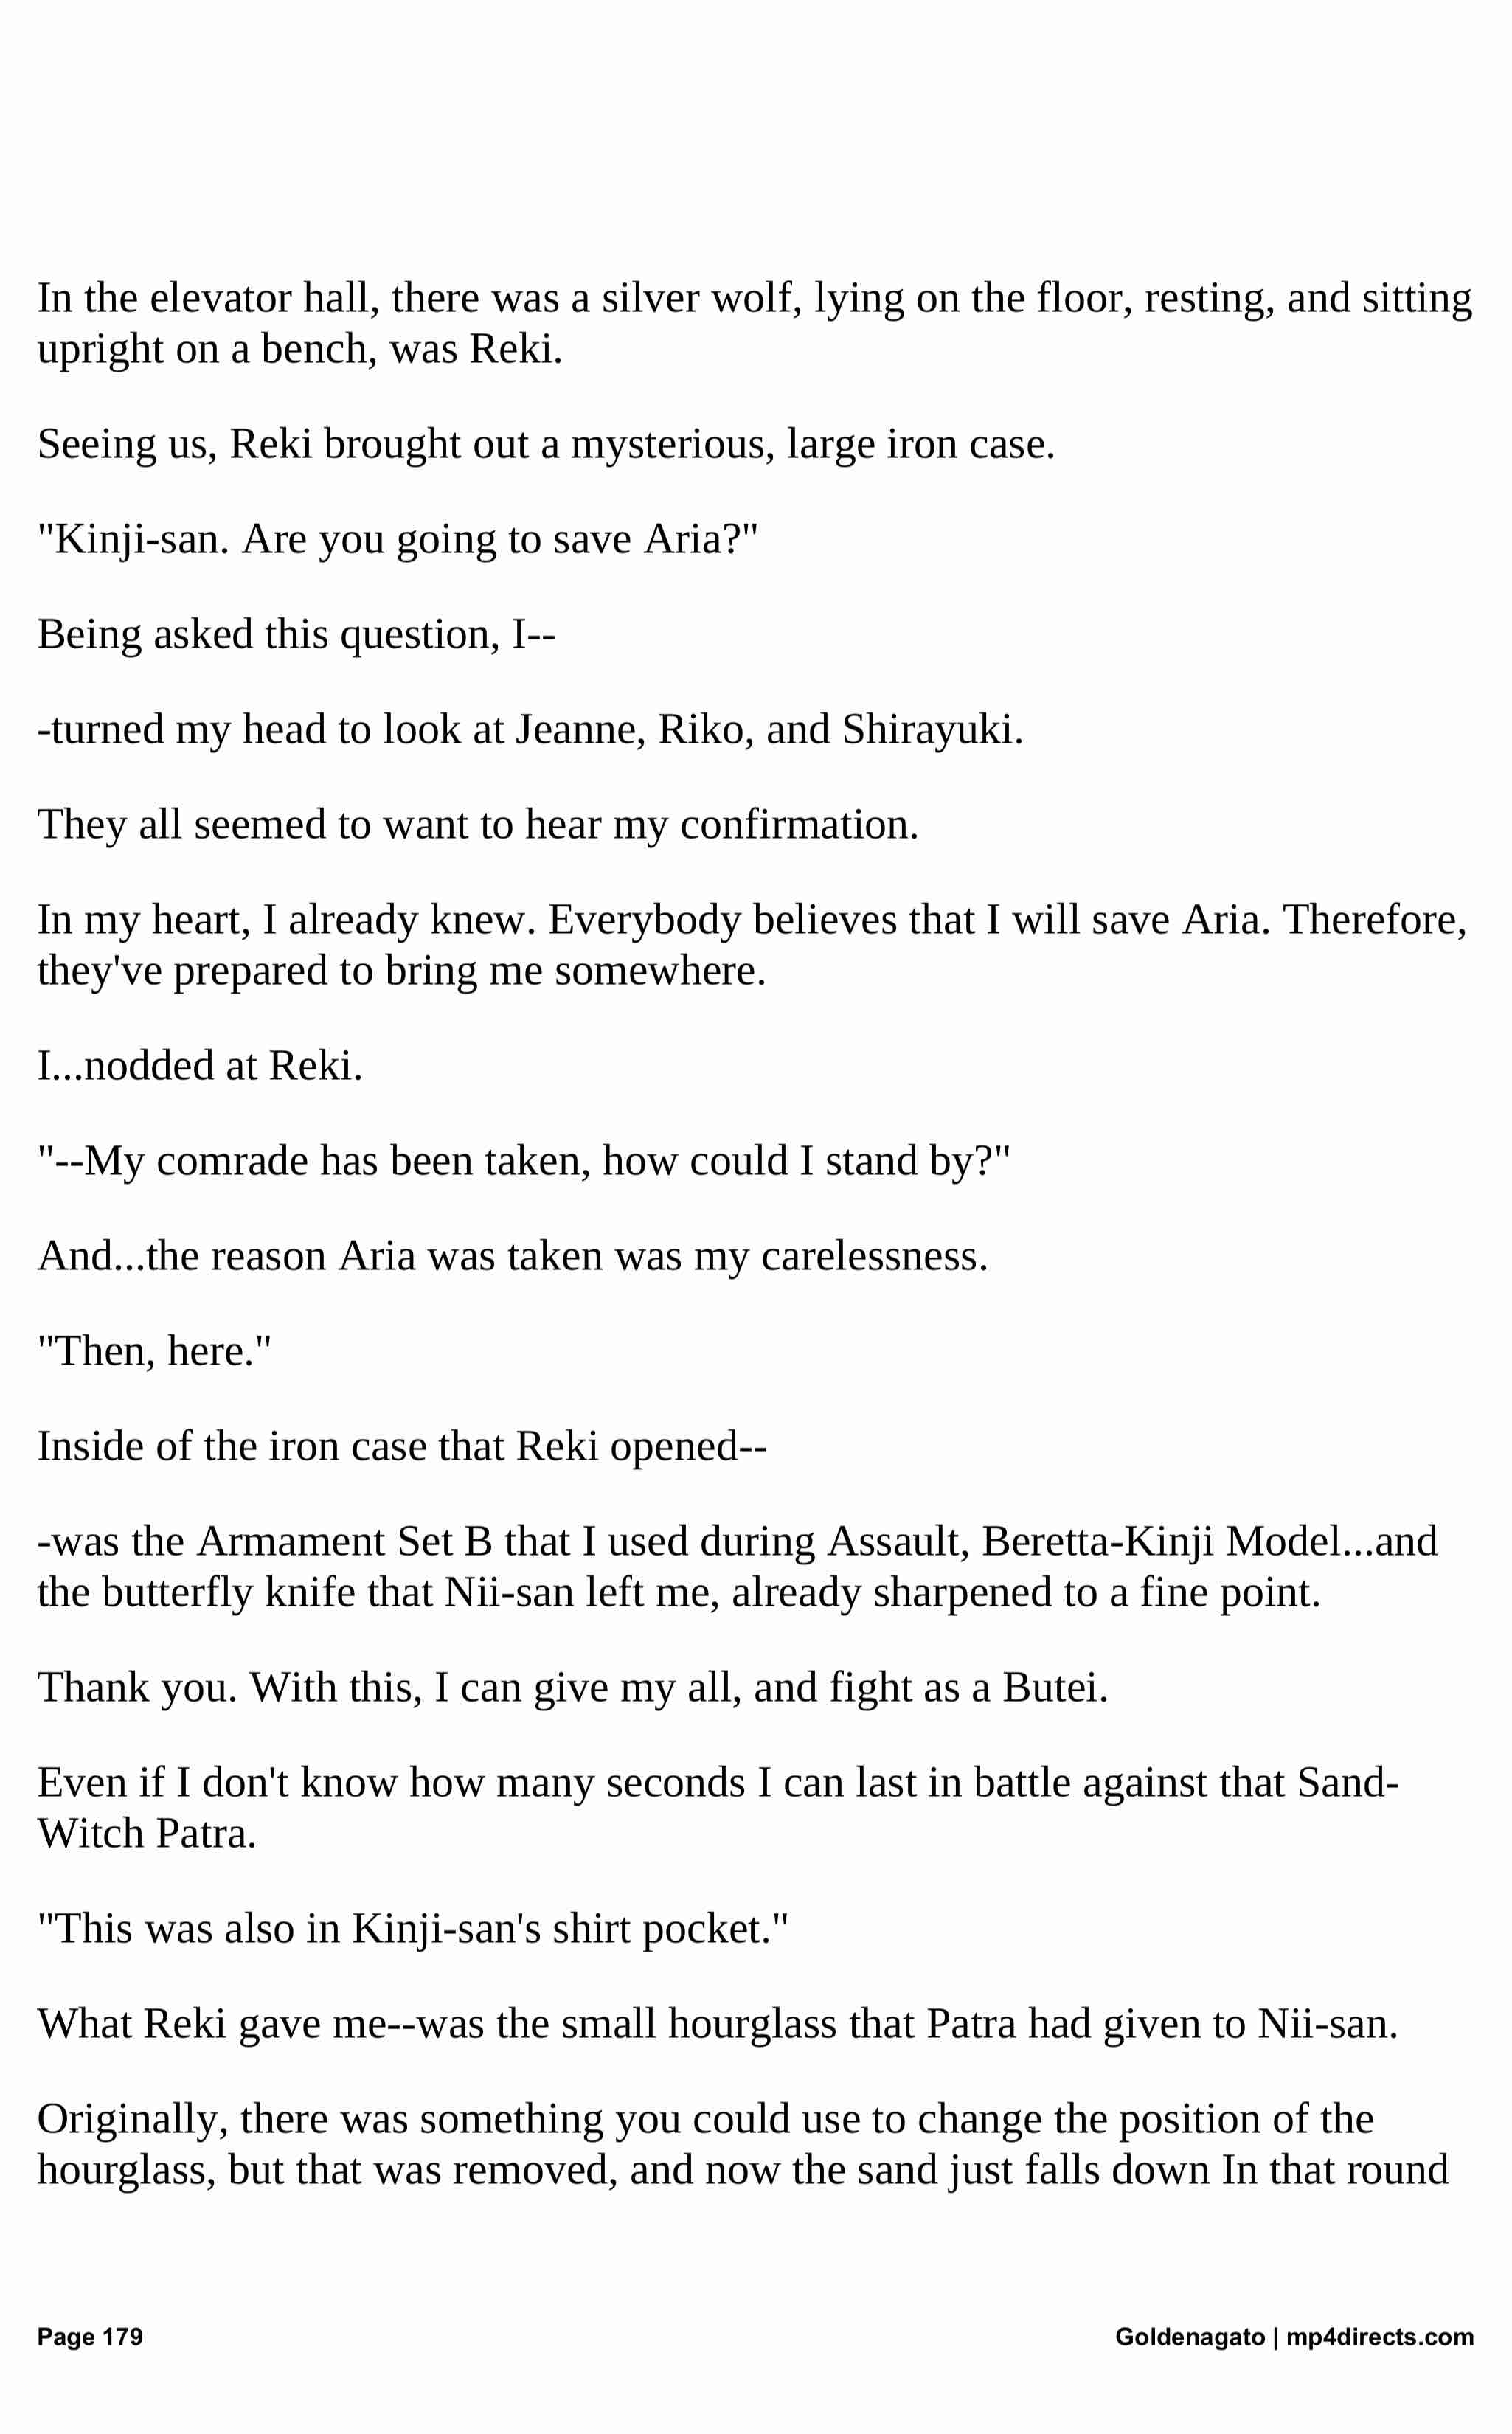 In the elevator hall, there was a silver wolf, lying on the floor, resting, and sitting
upright on a bench, was Reki.
Seeing us, Reki brought out a mysterious, large iron case.
"Kinji-san. Are you going to save Aria?"
Being asked this question, I--
-turned my head to look at Jeanne, Riko, and Shirayuki.
They all seemed to want to hear my confirmation.
In my heart, I already knew. Everybody believes that I will save Aria. Therefore,
they've prepared to bring me somewhere.
I...nodded at Reki.
"--My comrade has been taken, how could I stand by?"
And...the reason Aria was taken was my carelessness.
"Then, here."
Inside of the iron case that Reki opened--
-was the Armament Set B that I used during Assault, Beretta-Kinji Model...and
the butterfly knife that Nii-san left me, already sharpened to a fine point.
Thank you. With this, I can give my all, and fight as a Butei.
Even if I don't know how many seconds I can last in battle against that Sand-
Witch Patra.
"This was also in Kinji-san's shirt pocket."
What Reki gave me--was the small hourglass that Patra had given to Nii-san.
Originally, there was something you could use to change the position of the
hourglass, but that was removed, and now the sand just falls down In that round
Page 179
Goldenagato | mp4directs.com